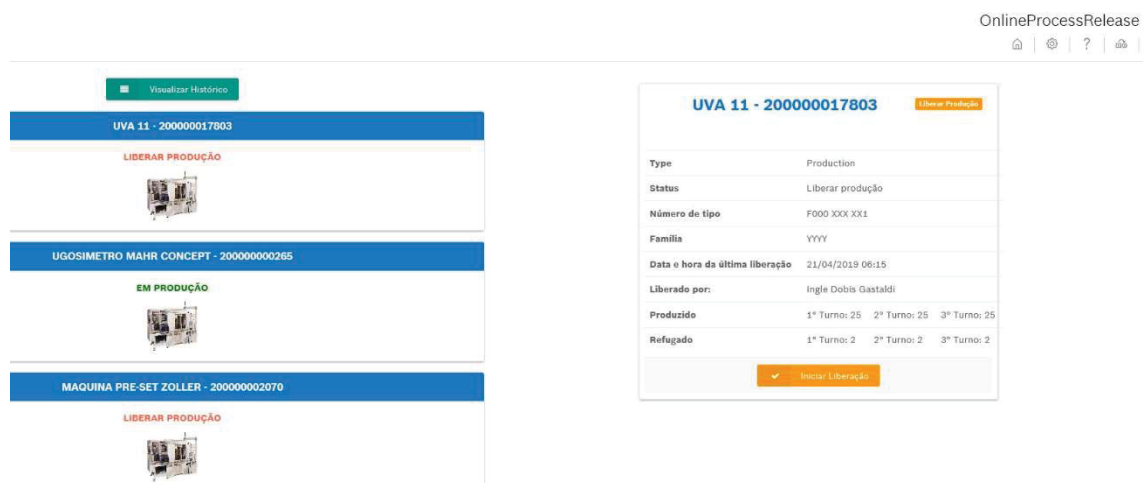 OnlineProcessRelease
?
Visualizar Histórico
UVA 11 - 200000017803
LIBERAR PRODUÇÃO
UGOSIMETRO MAHR CONCEPT - 200000000265
EM PRODUÇÃO
MAQUINA PRE-SET ZOLLER - 200000002070
LIBERAR PRODUÇÃO
UVA 11 - 200000017803 Liberar Produção
Type Production
Status Liberar produção
Número de tipo F000 XXX XX1
Família YYYY
Data e hora da última liberação 21/04/2019 06:15
Liberado por: Ingle Dobis Gastaldi
Produzido 1º Turno: 25 2º Turno: 25 3º Turno: 25
Refugado 1º Turno: 2 2º Turno: 2 3º Turno: 2
Iniciar Liberação